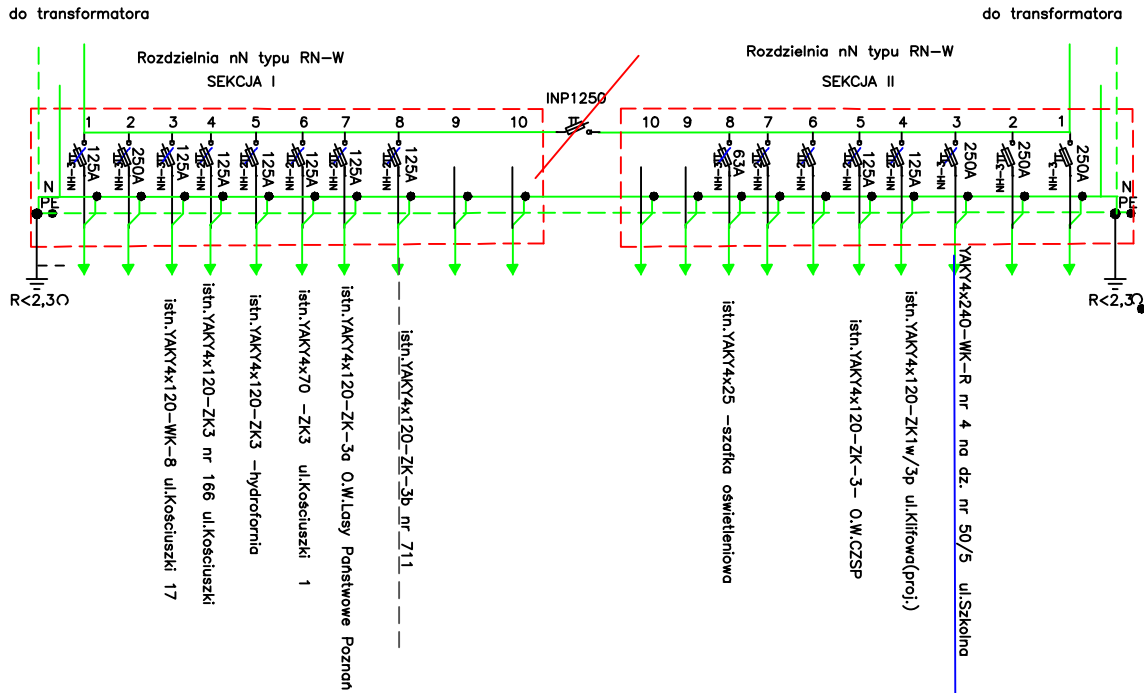 do transformatora
do transformatora
Rozdzielnia nN typu RN-W
SEKCJA I
Rozdzielnia nN typu RN-W
SEKCJA II
INP1250
1 2 3 4 5 6 7 8 9 10
10 9 8 7 6 5 4 3 2 1
125A
250A
125A
125A
125A
125A
125A
125A
63A
125A
125A
250A
250A
250A
N
PE
N
PE
R<2,3Ω
R<2,3Ω
istn.YAKY4x120-WK-8 ul.Kościuszki 17
istn.YAKY4x120-ZK3 nr 166 ul.Kościuszki
istn.YAKY4x120-ZK3 -hydrofornia
istn.YAKY4x70 -ZK3 ul.Kościuszki 1
istn.YAKY4x120-ZK-3a O.W.Lasy Państwowe Poznań
istn.YAKY4x120-ZK-3b nr 711
istn.YAKY4x25 -szafka oświetleniowa
istn.YAKY4x120-ZK-3- O.W.CZSP
istn.YAKY4x120-ZK1w/3p ul.Klifowa(proj.)
YAKY4x240-WK-R nr 4 na dz. nr 50/5 ul.Szkolna